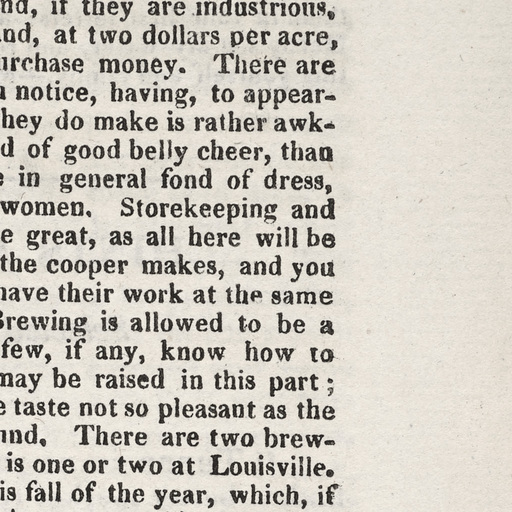 nd, if they are industrious,
nd, at two dollars per acre,
urchase money. There are
notice, having, to appear-
hey do make is rather awk-
d of good belly cheer, than
e in general fond of dress,
women. Storekeeping and
e great, as all here will be
the cooper makes, and you
have their work at the same
Brewing is allowed to be a
few, if any, know how to
may be raised in this part ;
e taste not so pleasant as the
und. There are two brew-
is one or two at Louisville.
is fall of the year, which, if